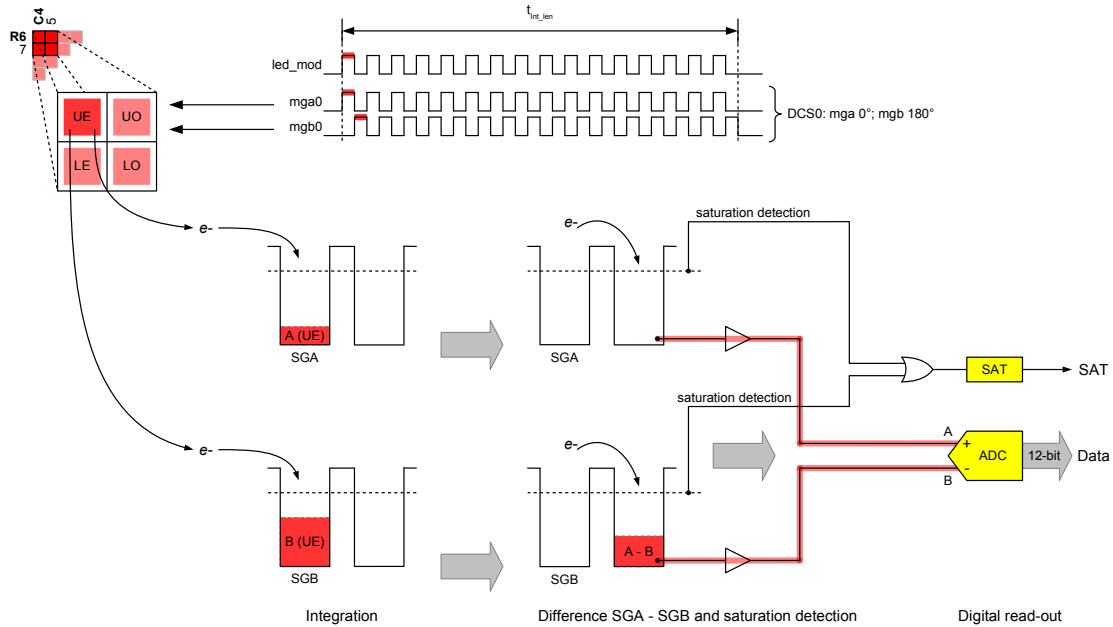 C4
5
R6
7
t_int_len
led_mod
mga0
mgb0
DCS0: mga 0°; mgb 180°
UE
UO
LE
LO
e-
e-
saturation detection
A (UE)
SGA
SGA
SAT
SAT
saturation detection
e-
e-
A
+
ADC
12-bit
Data
-
B
B (UE)
A - B
SGB
SGB
Integration
Difference SGA - SGB and saturation detection
Digital read-out